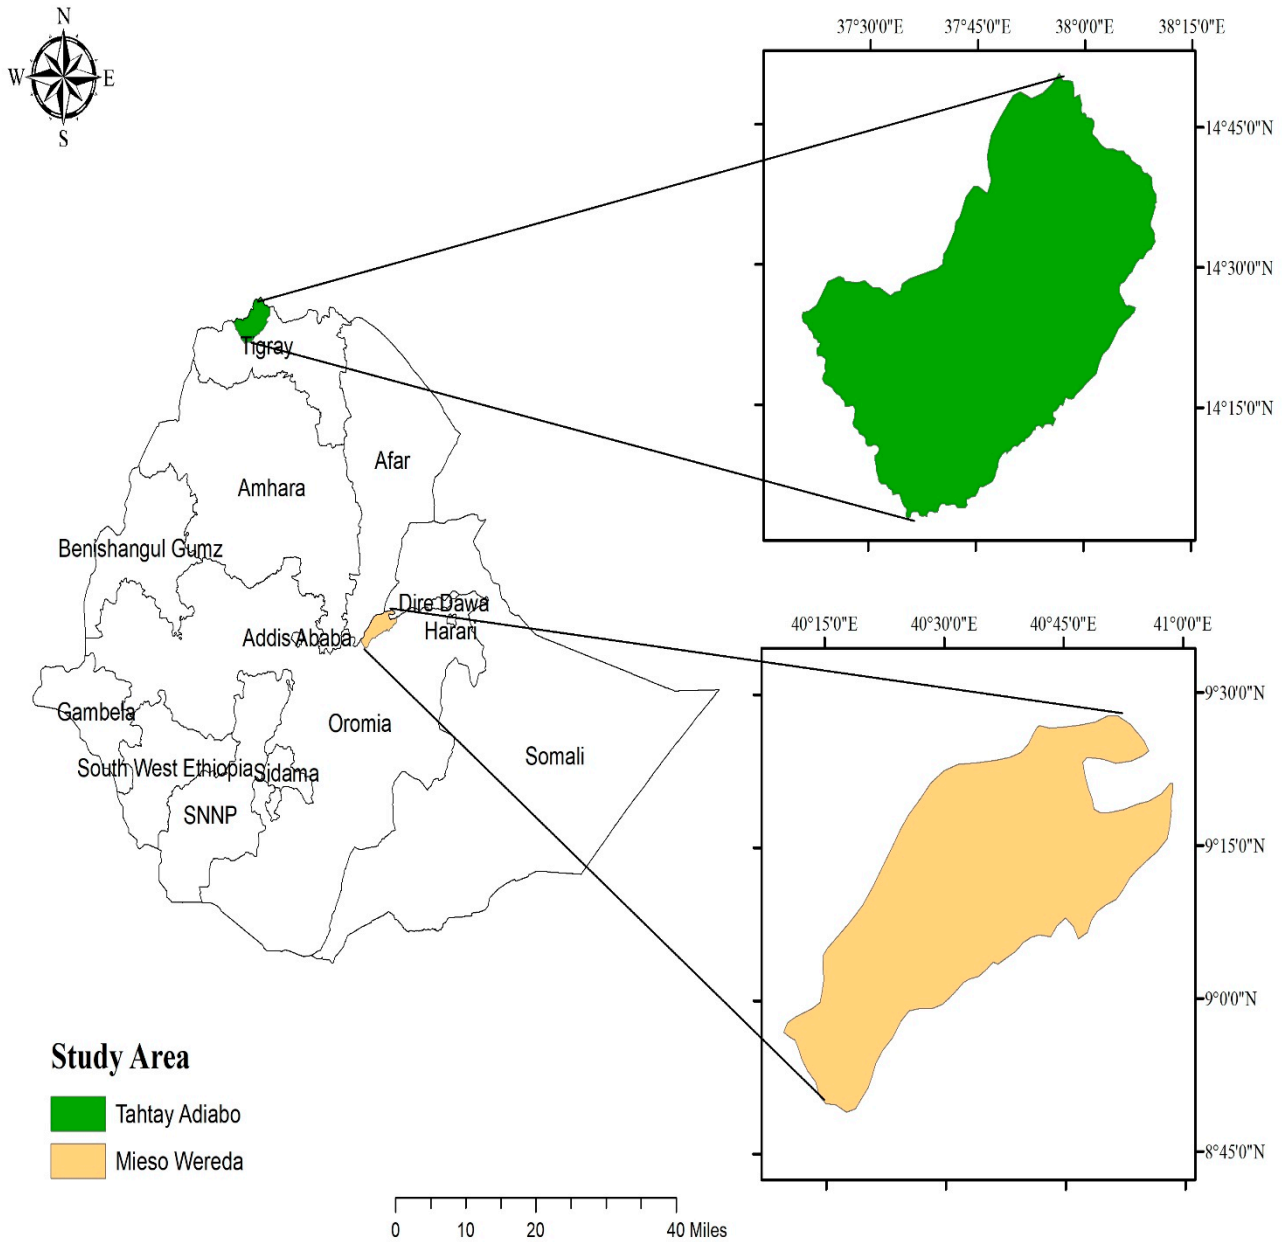 N
W E
S
37°30'0"E 37°45'0"E 38°0'0"E 38°15'0"E
14°45'0"N
14°30'0"N
14°15'0"N
Tigray
Afar
Amhara
Benishangul Gumz
Dire Dawa
Harari
Addis Ababa
Gambela
Oromia
South West Ethiopia
Sidama
Somali
SNNP
40°15'0"E 40°30'0"E 40°45'0"E 41°0'0"E
9°30'0"N
9°15'0"N
9°0'0"N
8°45'0"N
Study Area
Tahtay Adiabo
Mieso Wereda
0 10 20 40 Miles